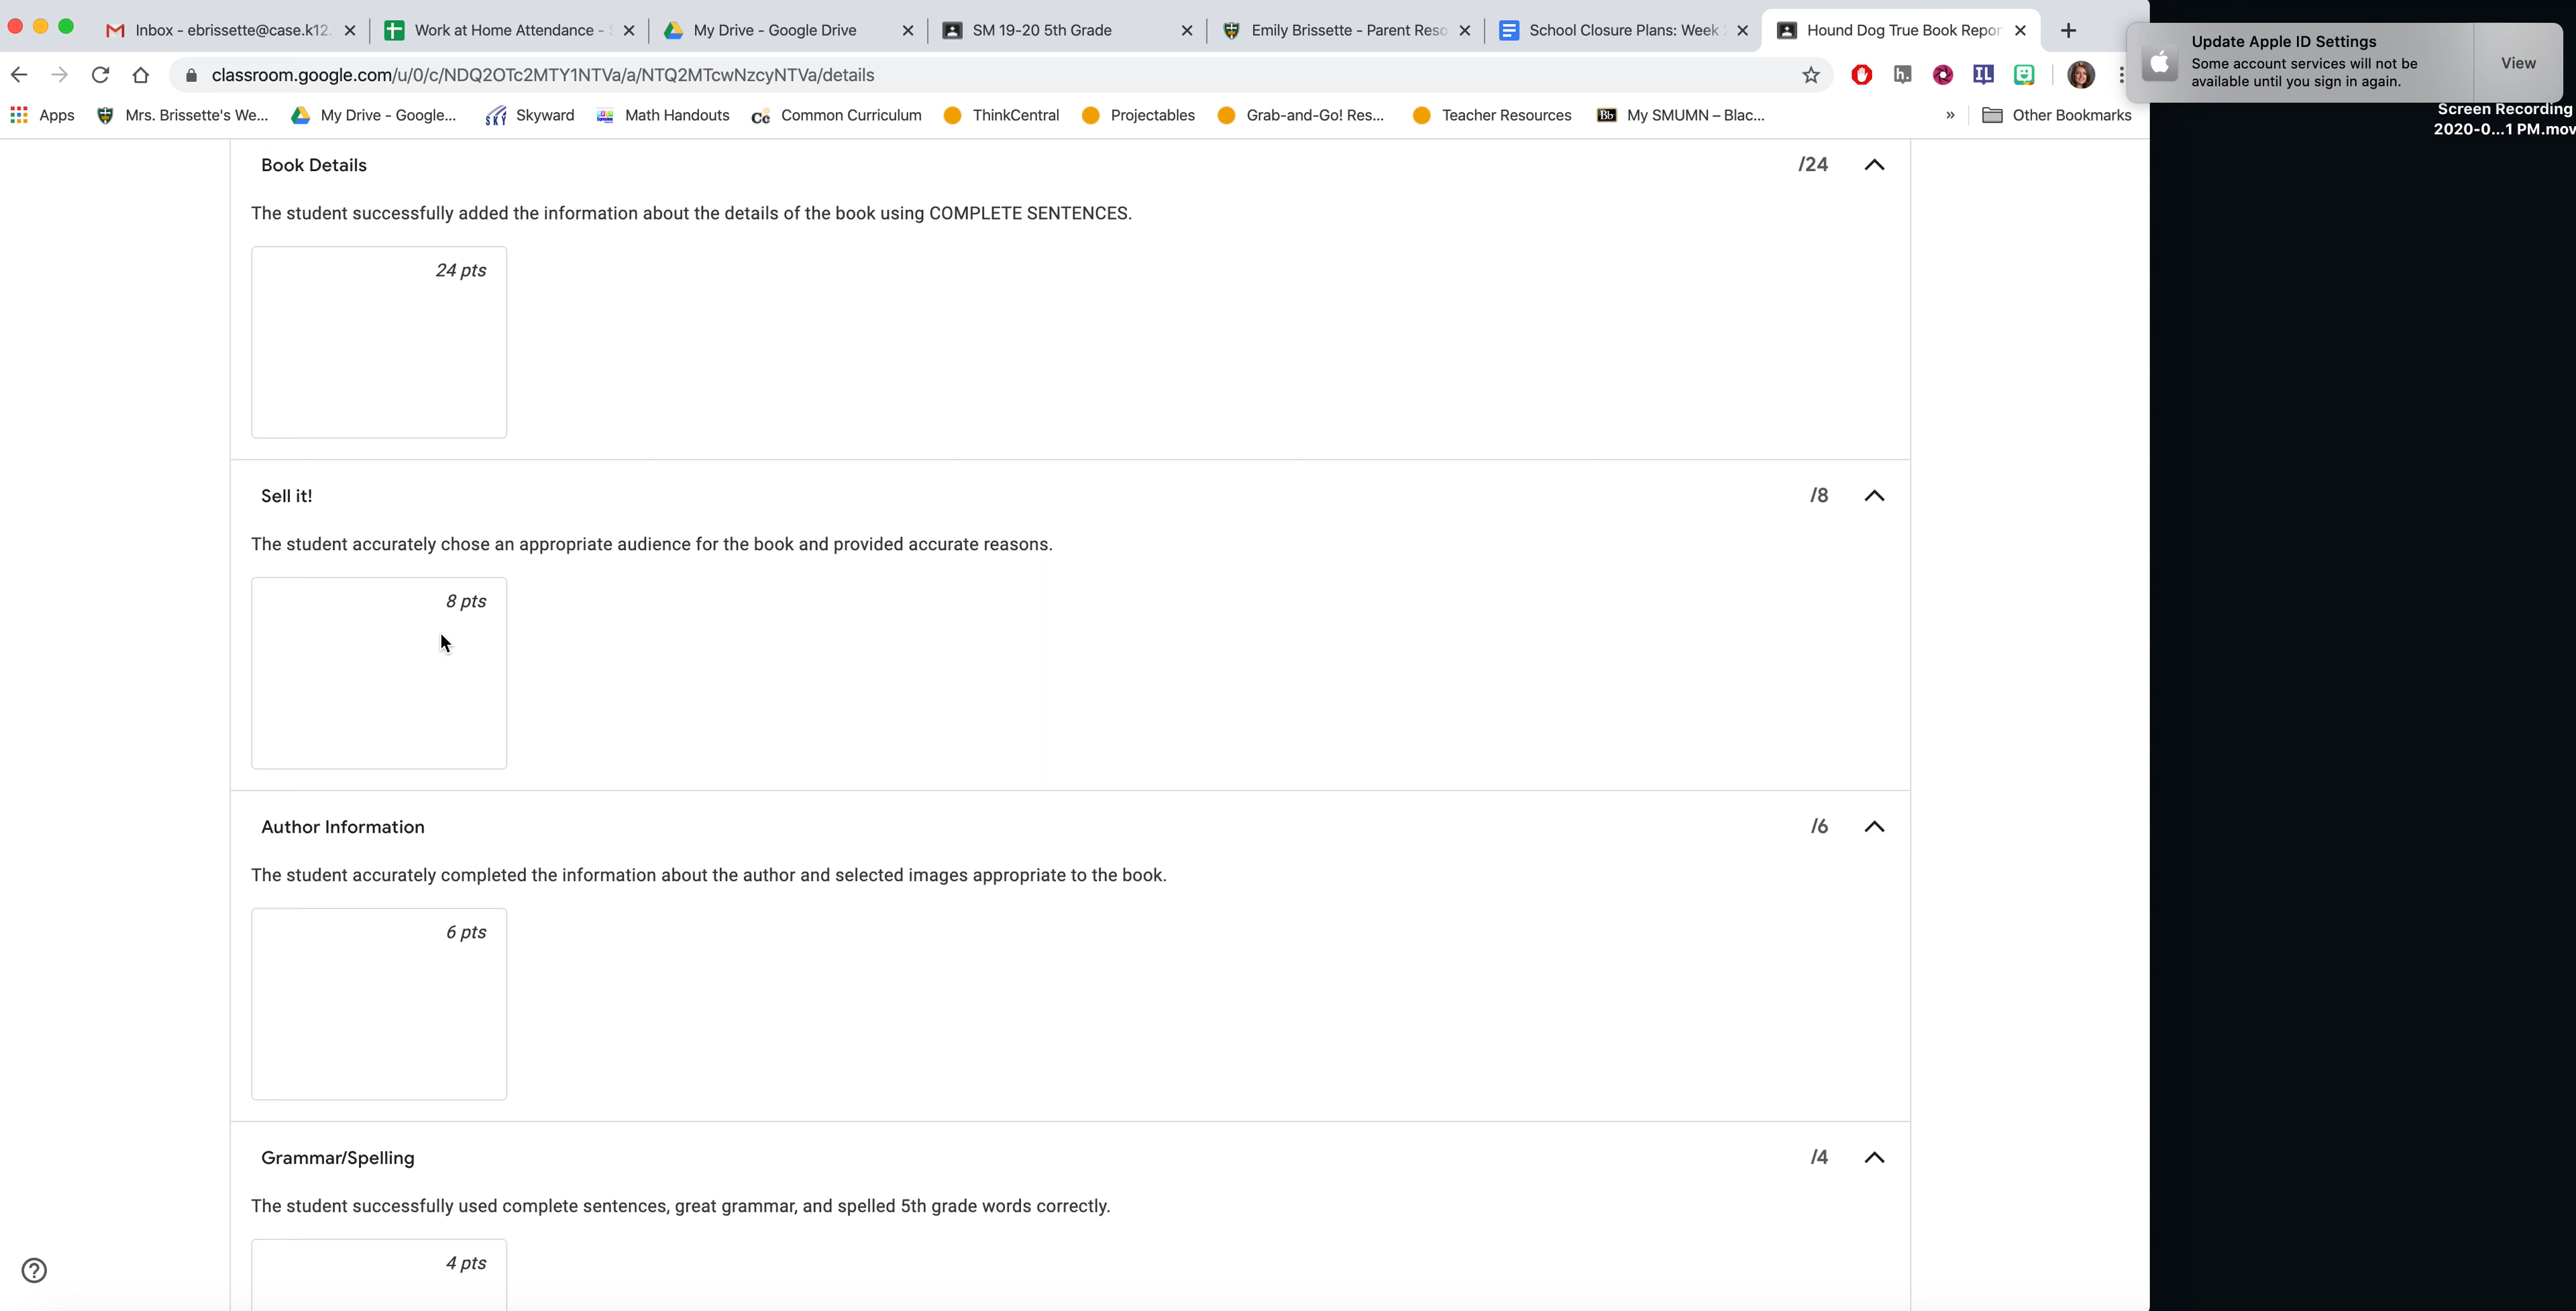 Inbox - ebrissette@case.k12.
Work at Home Attendance -
My Drive - Google Drive
SM 19-20 5th Grade
Emily Brissette - Parent Reso
School Closure Plans: Week
Hound Dog True Book Repor
Update Apple ID Settings
Some account services will not be
available until you sign in again.
View
classroom.google.com/u/0/c/NDQ2OTc2MTY1NTVa/a/NTQ2MTcwNzcyNTVa/details
Screen Recording
2020-0...1 PM.mov
Apps
Mrs. Brissette's We...
My Drive - Google...
Skyward
Math Handouts
Common Curriculum
ThinkCentral
Projectables
Grab-and-Go! Res...
Teacher Resources
My SMUMN – Blac...
»
Other Bookmarks
Book Details /24
The student successfully added the information about the details of the book using COMPLETE SENTENCES.
24 pts
Sell it! /8
The student accurately chose an appropriate audience for the book and provided accurate reasons.
8 pts
Author Information /6
The student accurately completed the information about the author and selected images appropriate to the book.
6 pts
Grammar/Spelling /4
The student successfully used complete sentences, great grammar, and spelled 5th grade words correctly.
4 pts